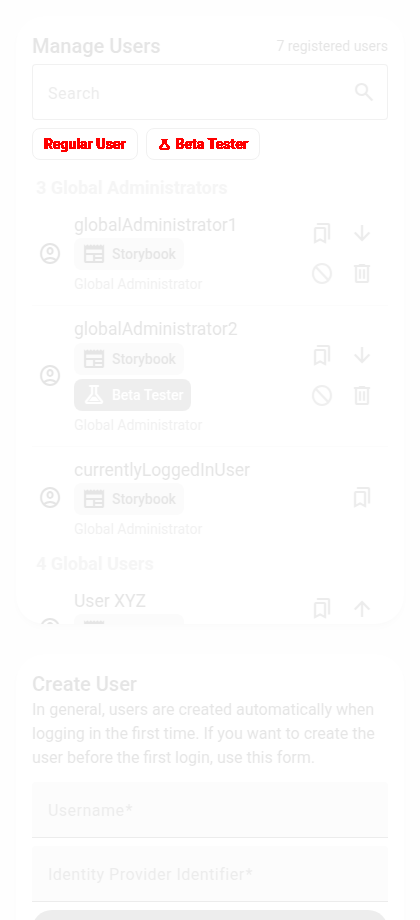 Manage Users
7 registered users
Search
Regular User
Beta Tester
3 Global Administrators
globalAdministrator1
Storybook
Global Administrator
globalAdministrator2
Storybook
Beta Tester
Global Administrator
currentlyLoggedInUser
Storybook
Global Administrator
4 Global Users
User XYZ
Create User
In general, users are created automatically when
logging in the first time. If you want to create the
user before the first login, use this form.
Username*
Identity Provider Identifier*